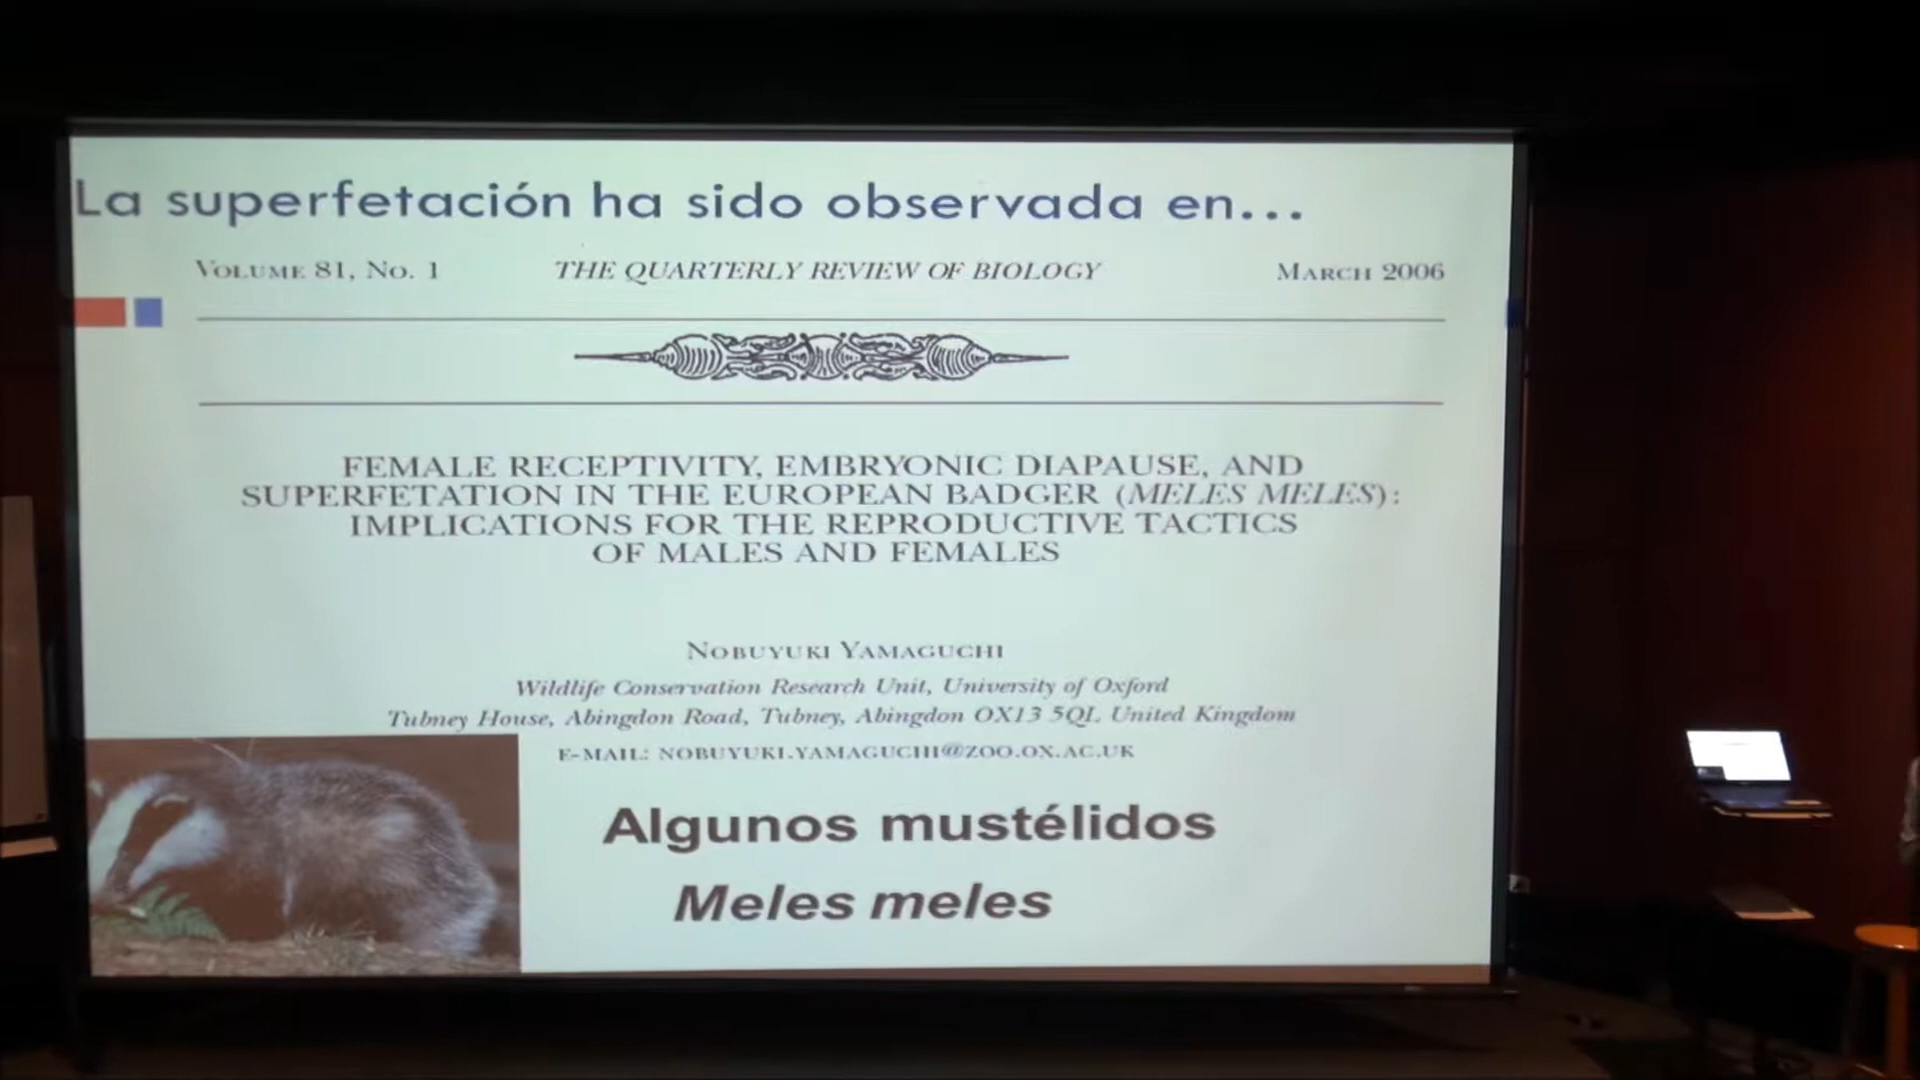 La superfetación ha sido observada en...
VOLUME 81, NO. 1 THE QUARTERLY REVIEW OF BIOLOGY MARCH 2006
FEMALE RECEPTIVITY, EMBRYONIC DIAPAUSE, AND
SUPERFETATION IN THE EUROPEAN BADGER (MELES MELES):
IMPLICATIONS FOR THE REPRODUCTIVE TACTICS
OF MALES AND FEMALES
NOBUYUKI YAMAGUCHI
Wildlife Conservation Research Unit, University of Oxford
Tubney House, Abingdon Road, Tubney, Abingdon OX13 5QL United Kingdom
E-MAIL: NOBUYUKI.YAMAGUCHI@ZOO.OX.AC.UK
Algunos mustélidos
Meles meles